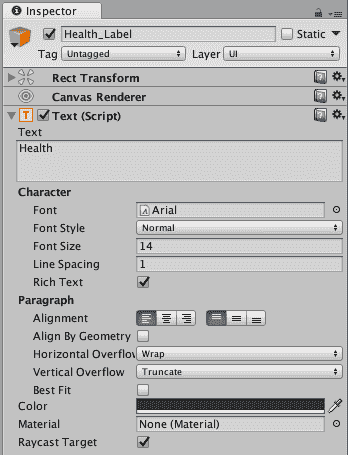 Inspector
Health_Label Static
Tag Untagged Layer UI
Rect Transform
Canvas Renderer
T Text (Script)
Text
Health
Character
Font Arial
Font Style Normal
Font Size 14
Line Spacing 1
Rich Text
Paragraph
Alignment
Align By Geometry
Horizontal Overflow Wrap
Vertical Overflow Truncate
Best Fit
Color
Material None (Material)
Raycast Target